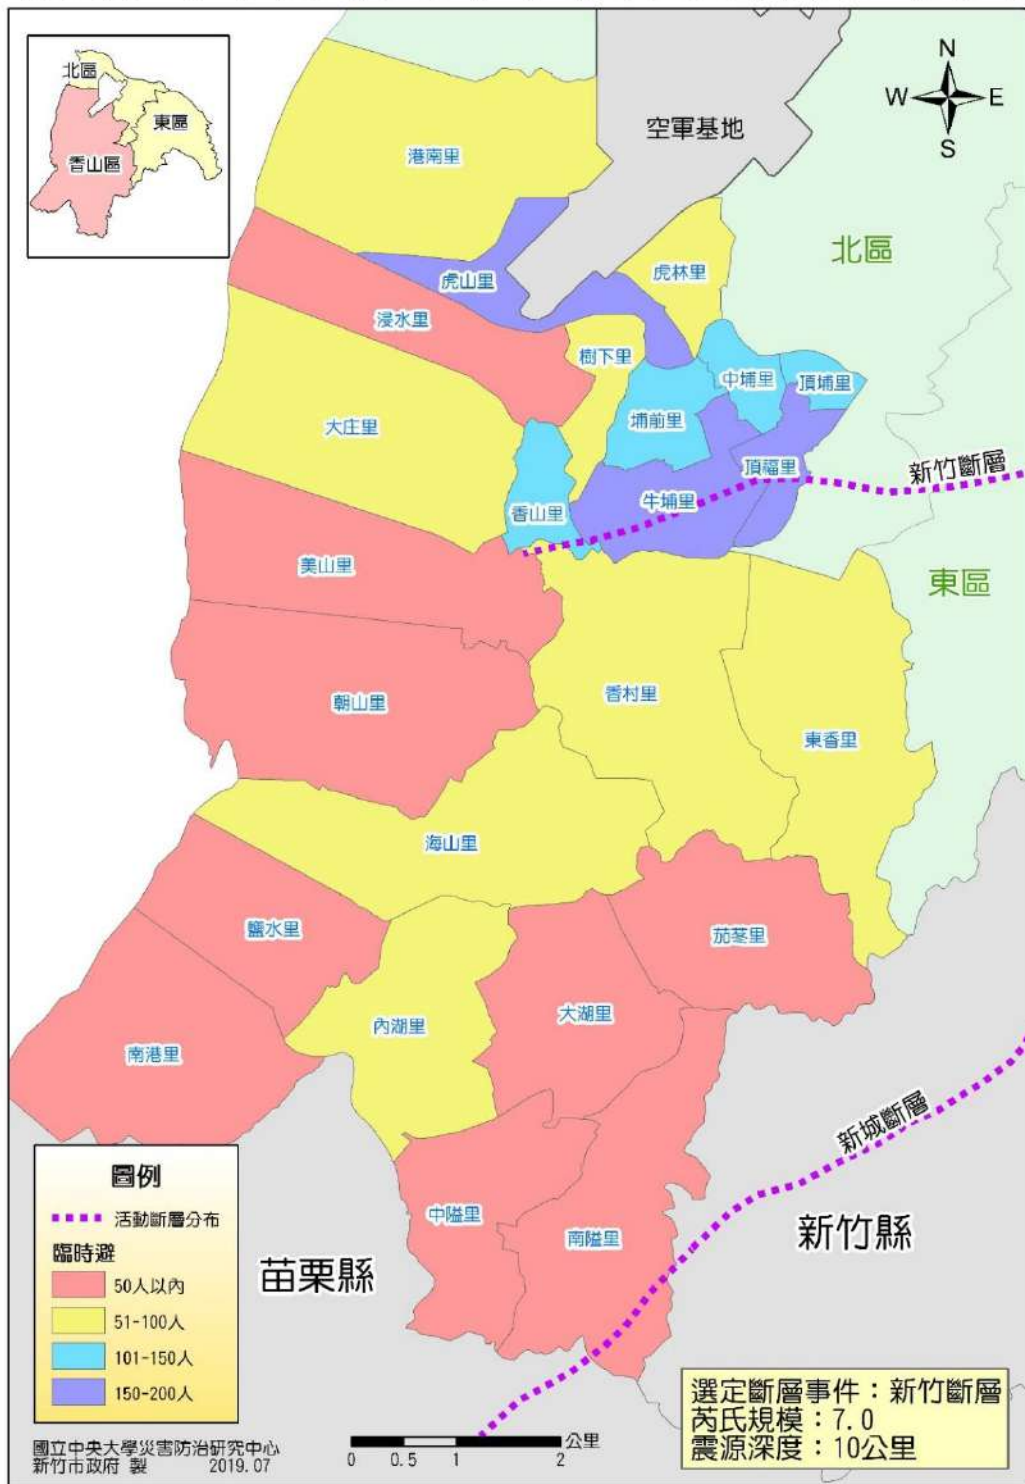 北區
東區
香山區
空軍基地
N
W
E
S
港南里
北區
虎林里
虎山里
浸水里
樹下里
中埔里
頂埔里
埔前里
大庄里
頂福里
新竹斷層
牛埔里
香山里
美山里
東區
香村里
朝山里
東香里
海山里
鹽水里
茄苳里
大湖里
內湖里
南港里
新城斷層
中隘里
南隘里
新竹縣
苗栗縣
圖例
活動斷層分布
臨時避
50人以內
51-100人
101-150人
150-200人
國立中央大學災害防治研究中心
新竹市政府 製 2019.07
公里
0 0.5 1 2
選定斷層事件：新竹斷層
芮氏規模：7.0
震源深度：10公里